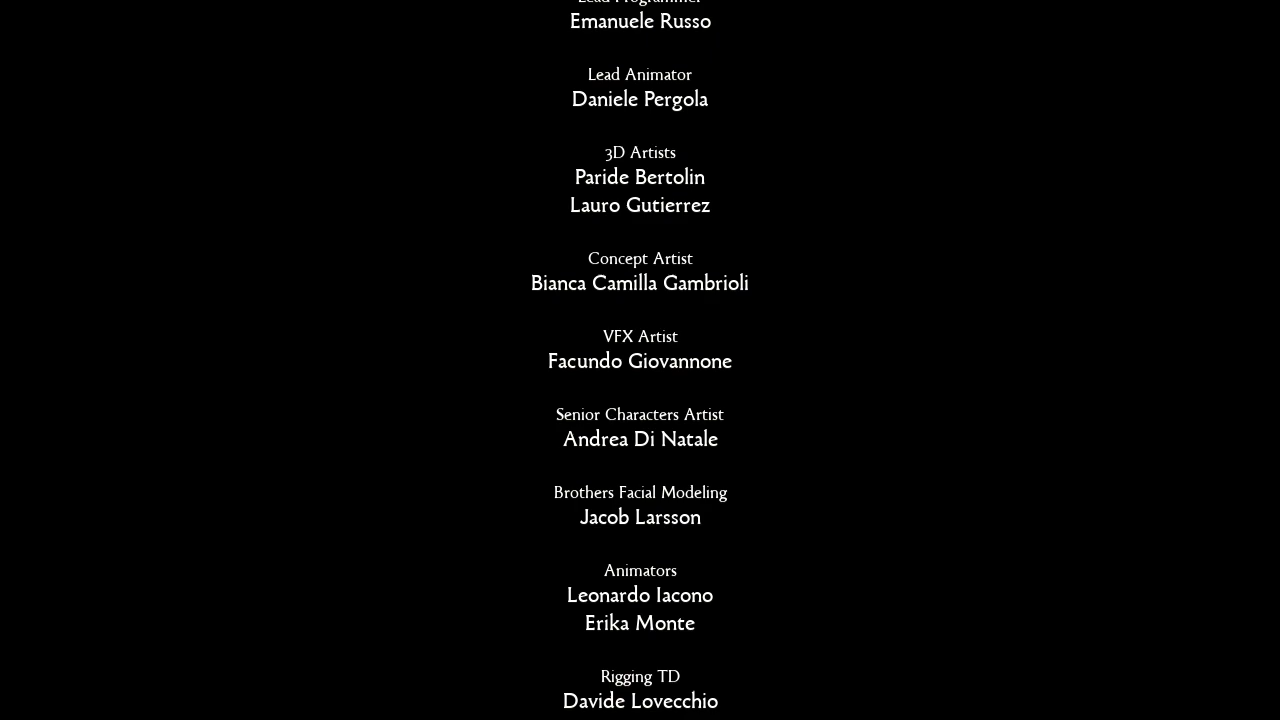 Lead Programmer
Emanuele Russo
Lead Animator
Daniele Pergola
3D Artists
Paride Bertolin
Lauro Gutierrez
Concept Artist
Bianca Camilla Gambrioli
VFX Artist
Facundo Giovannone
Senior Characters Artist
Andrea Di Natale
Brothers Facial Modeling
Jacob Larsson
Animators
Leonardo Iacono
Erika Monte
Rigging TD
Davide Lovecchio